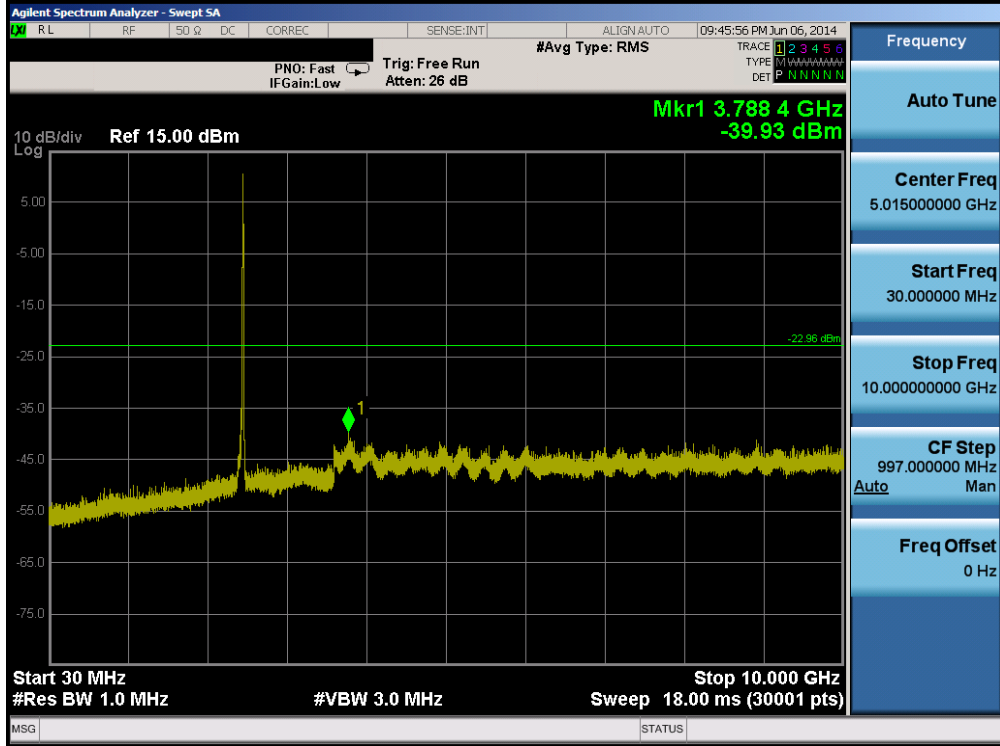 Agilent Spectrum Analyzer - Swept SA
LXI RL RF 50 Ω DC CORREC SENSE:INT ALIGN AUTO 09:45:56 PM Jun 06, 2014
Frequency
#Avg Type: RMS
TRACE 1 2 3 4 5 6
PNO: Fast Trig: Free Run
TYPE M WWWWW
IFGain:Low Atten: 26 dB
DET P N N N N N
Auto Tune
Mkr1 3.788 4 GHz
-39.93 dBm
10 dB/div Ref 15.00 dBm
Log
5.00
-5.00
-15.0
-22.96 dBm
-25.0
-35.0
1
-45.0
-55.0
-65.0
-75.0
Center Freq
5.015000000 GHz
Start Freq
30.000000 MHz
Stop Freq
10.000000000 GHz
CF Step
997.000000 MHz
Auto Man
Freq Offset
0 Hz
Start 30 MHz Stop 10.000 GHz
#Res BW 1.0 MHz #VBW 3.0 MHz Sweep 18.00 ms (30001 pts)
MSG STATUS